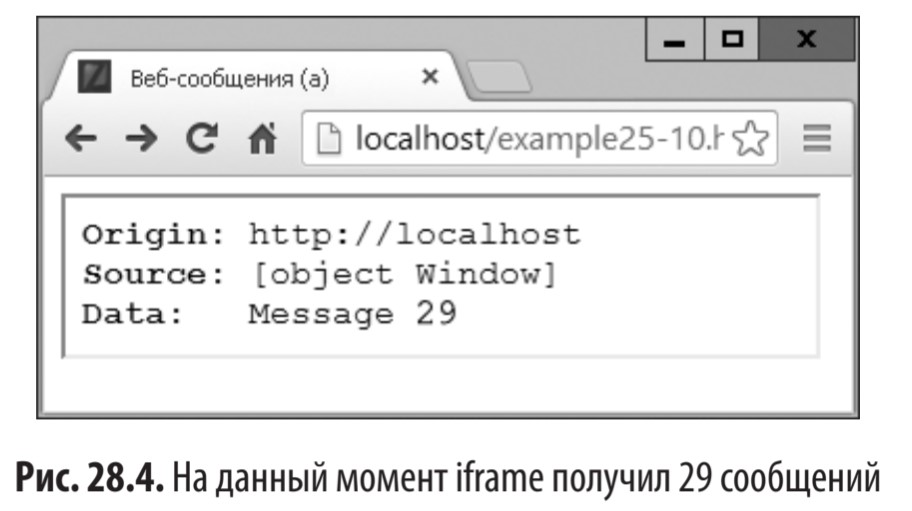 Веб-сообщения (a)
localhost/example25-10.h
Origin: http://localhost
Source: [object Window]
Data: Message 29
Рис. 28.4. На данный момент iframe получил 29 сообщений